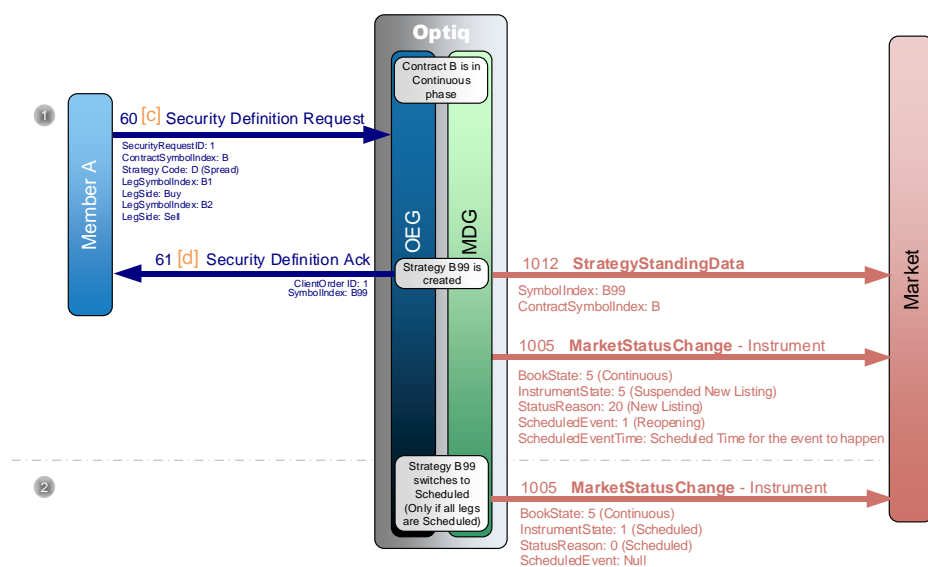 Optiq
Contract B is in
Continuous
phase
1
60 [c] Security Definition Request
SecurityRequestID: 1
ContractSymbolIndex: B
Strategy Code: D (Spread)
LegSymbolIndex: B1
LegSide: Buy
LegSymbolIndex: B2
LegSide: Sell
Member A
OEG
MDG
Market
61 [d] Security Definition Ack
ClientOrder ID: 1
SymbolIndex: B99
Strategy B99 is
created
1012 StrategyStandingData
SymbolIndex: B99
ContractSymbolIndex: B
1005 MarketStatusChange - Instrument
BookState: 5 (Continuous)
InstrumentState: 5 (Suspended New Listing)
StatusReason: 20 (New Listing)
ScheduledEvent: 1 (Reopening)
ScheduledEventTime: Scheduled Time for the event to happen
2
Strategy B99
switches to
Scheduled
(Only if all legs
are Scheduled)
1005 MarketStatusChange - Instrument
BookState: 5 (Continuous)
InstrumentState: 1 (Scheduled)
StatusReason: 0 (Scheduled)
ScheduledEvent: Null